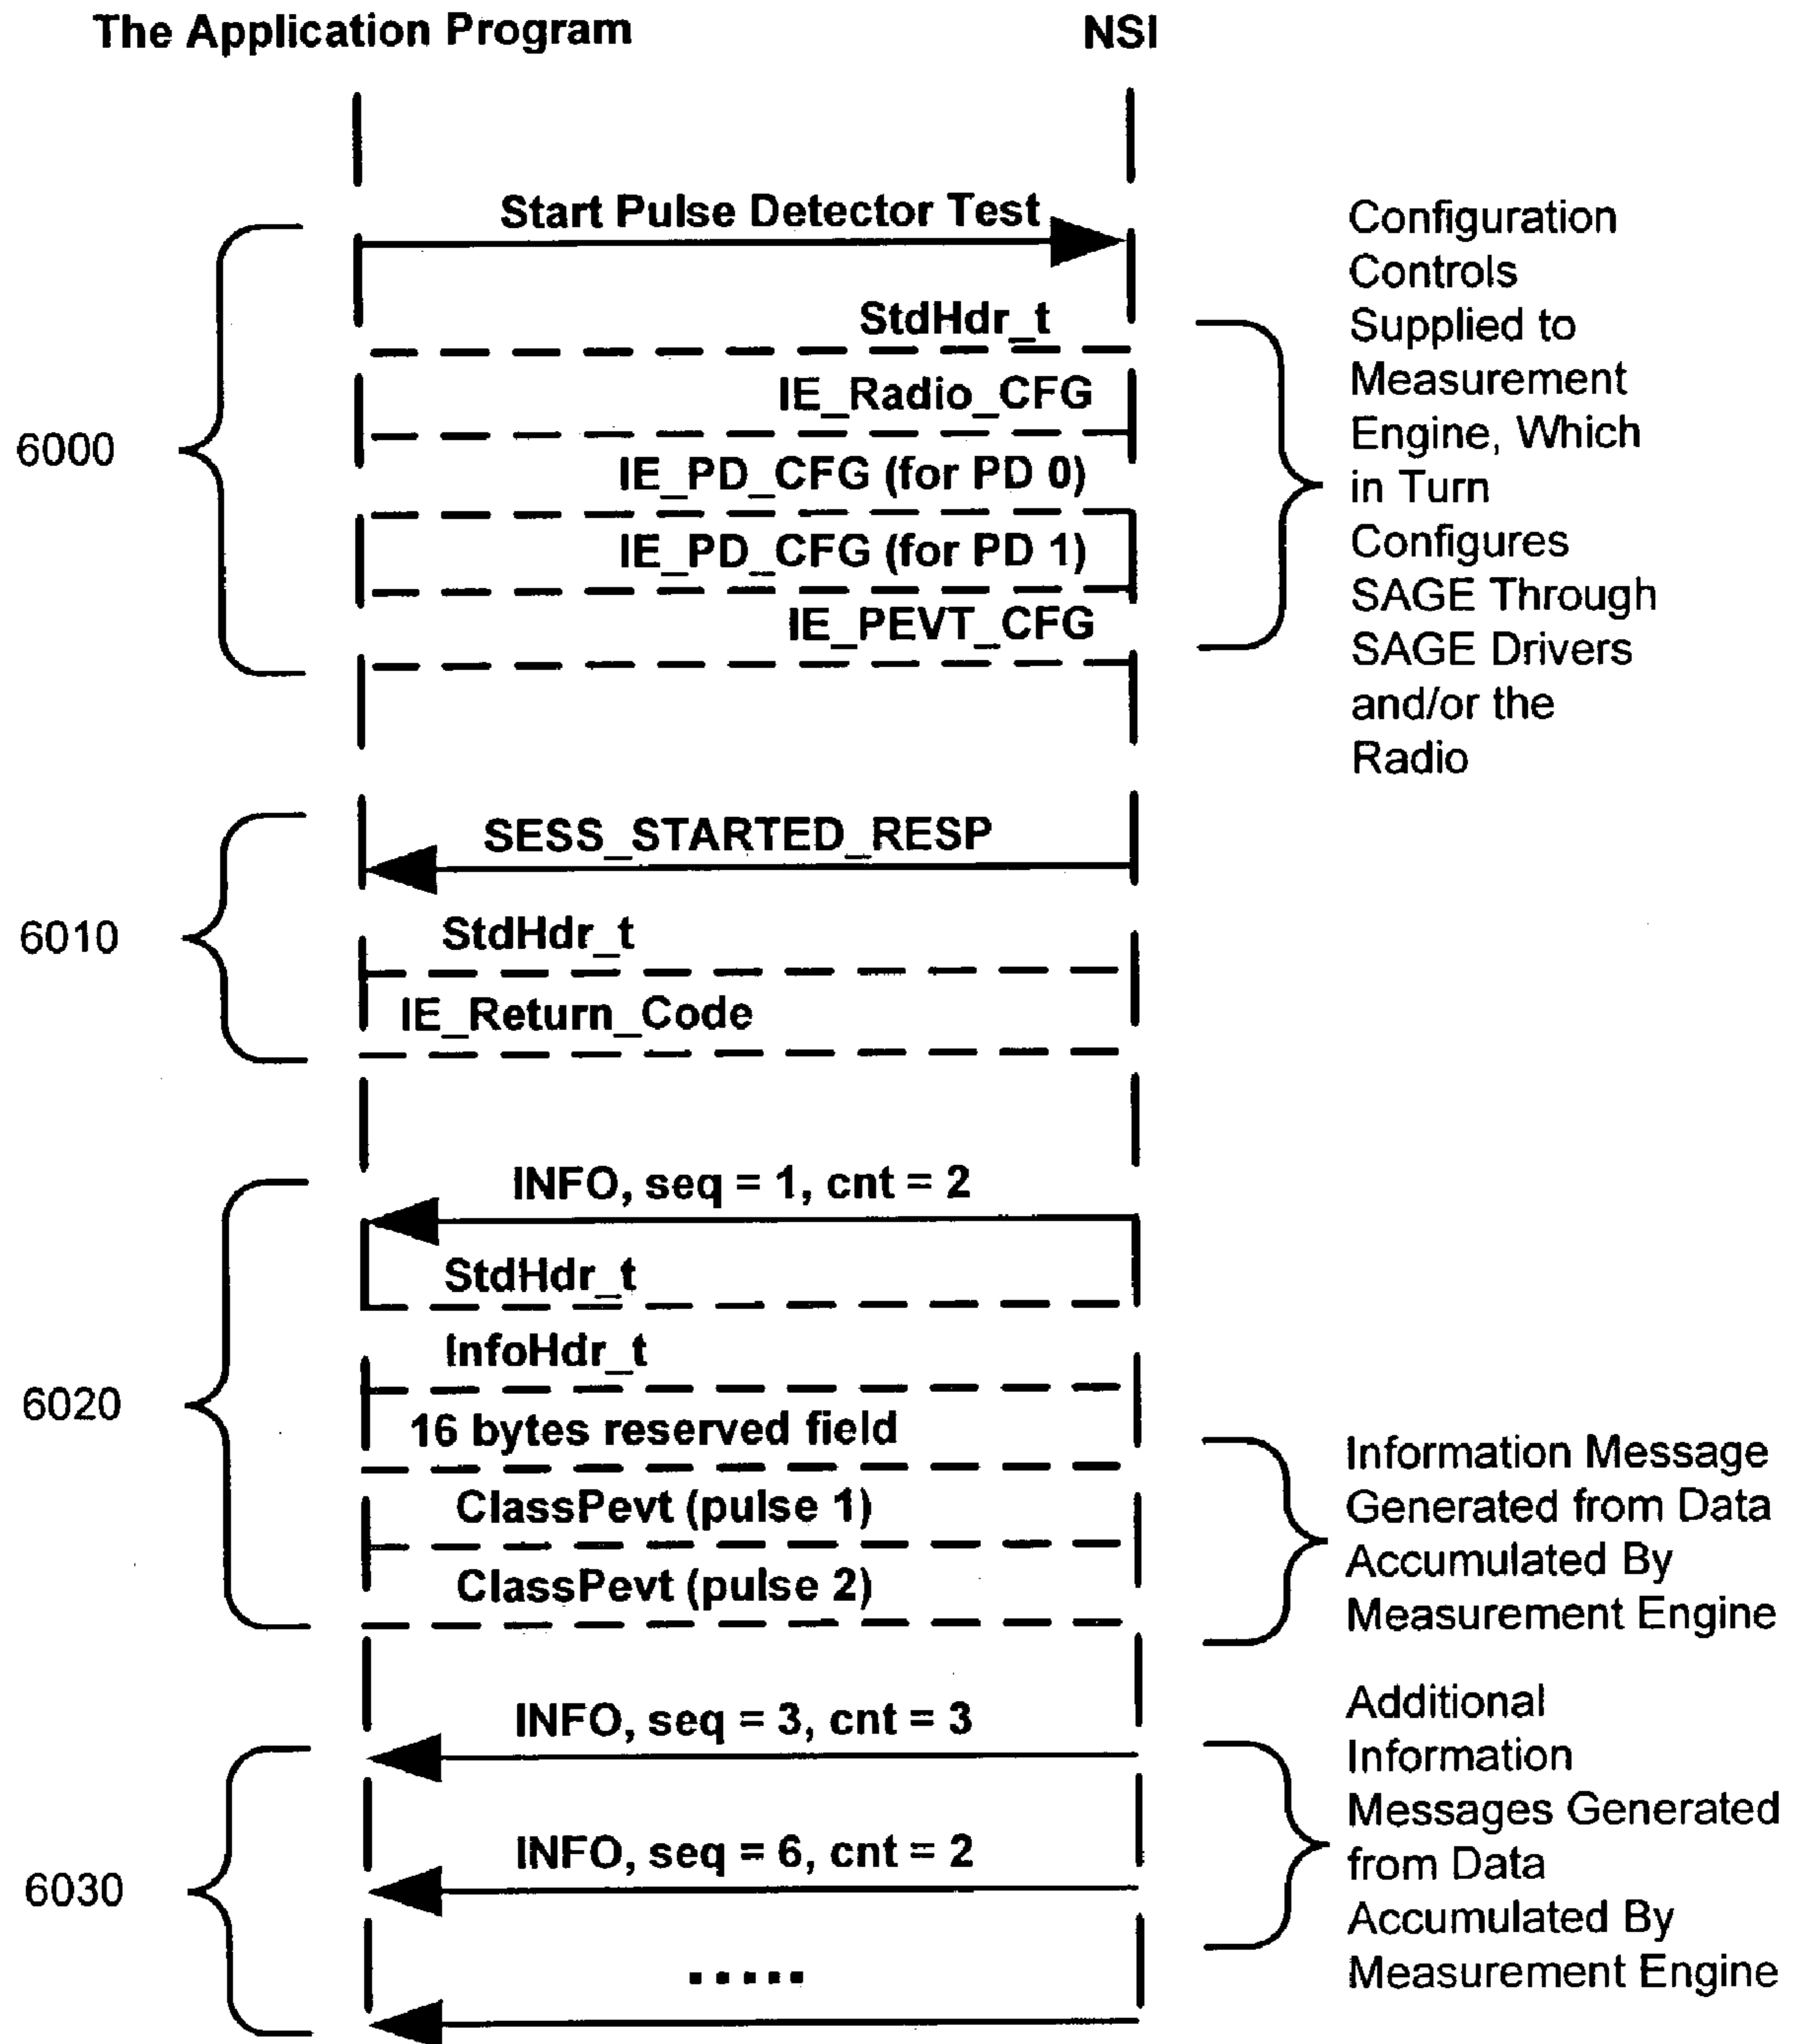 The Application Program
NSI
Start Pulse Detector Test
StdHdr_t
IE_Radio_CFG
IE_PD_CFG (for PD 0)
IE_PD_CFG (for PD 1)
IE_PEVT_CFG
6000
Configuration
Controls
Supplied to
Measurement
Engine, Which
in Turn
Configures
SAGE Through
SAGE Drivers
and/or the
Radio
SESS_STARTED_RESP
6010
StdHdr_t
IE_Return_Code
INFO, seq = 1, cnt = 2
StdHdr_t
InfoHdr_t
6020
16 bytes reserved field
ClassPevt (pulse 1)
ClassPevt (pulse 2)
Information Message
Generated from Data
Accumulated By
Measurement Engine
INFO, seq = 3, cnt = 3
INFO, seq = 6, cnt = 2
6030
.....
Additional
Information
Messages Generated
from Data
Accumulated By
Measurement Engine